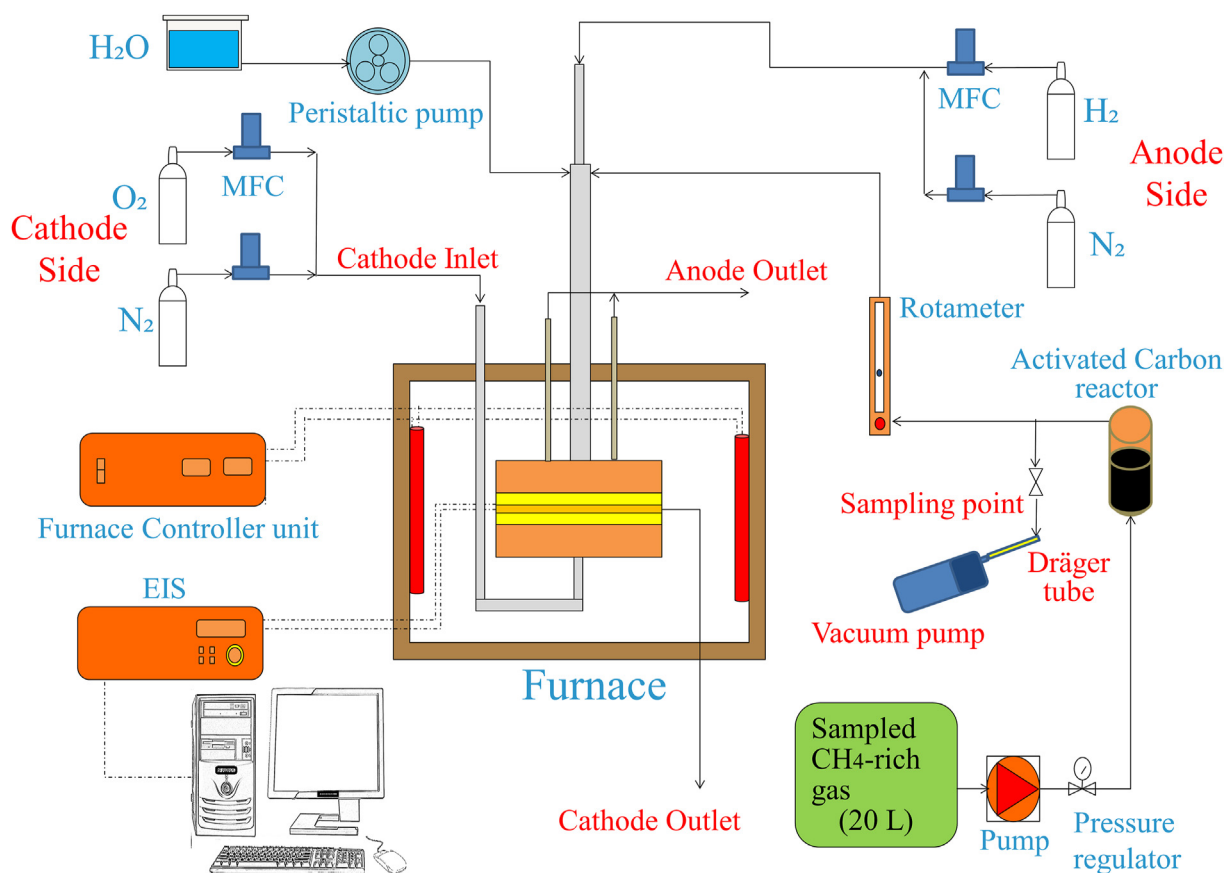 H₂O
Peristaltic pump
MFC
H₂
Anode
Side
O₂
MFC
N₂
Cathode
Side
Cathode Inlet
N₂
Anode Outlet
Rotameter
Activated Carbon
reactor
Sampling point
Dräger
tube
Vacuum pump
Furnace Controller unit
EIS
Furnace
Sampled
CH₄-rich
gas
(20 L)
Pump
Pressure
regulator
Cathode Outlet